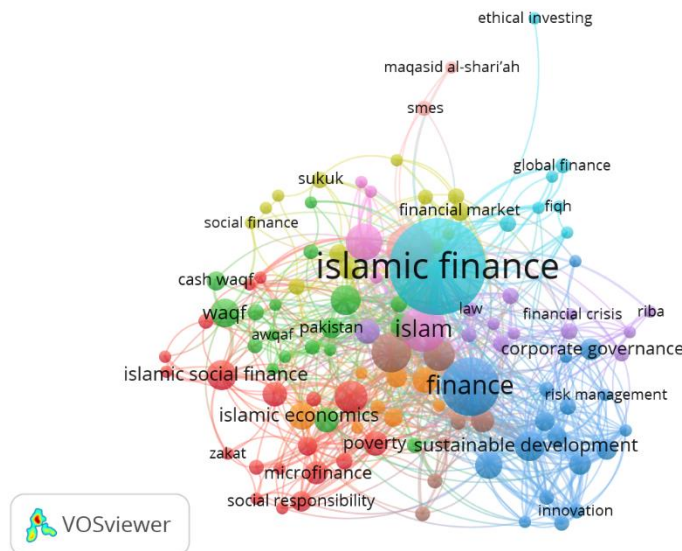 ethical investing
maqasid al-shari'ah
smes
global finance
sukuk
fiqh
social finance
financial market
islamic finance
cash waqf
waqf
law
financial crisis
riba
awqaf
pakistan
islam
corporate governance
islamic social finance
finance
risk management
islamic economics
zakat
poverty
sustainable development
microfinance
social responsibility
innovation
VOSviewer